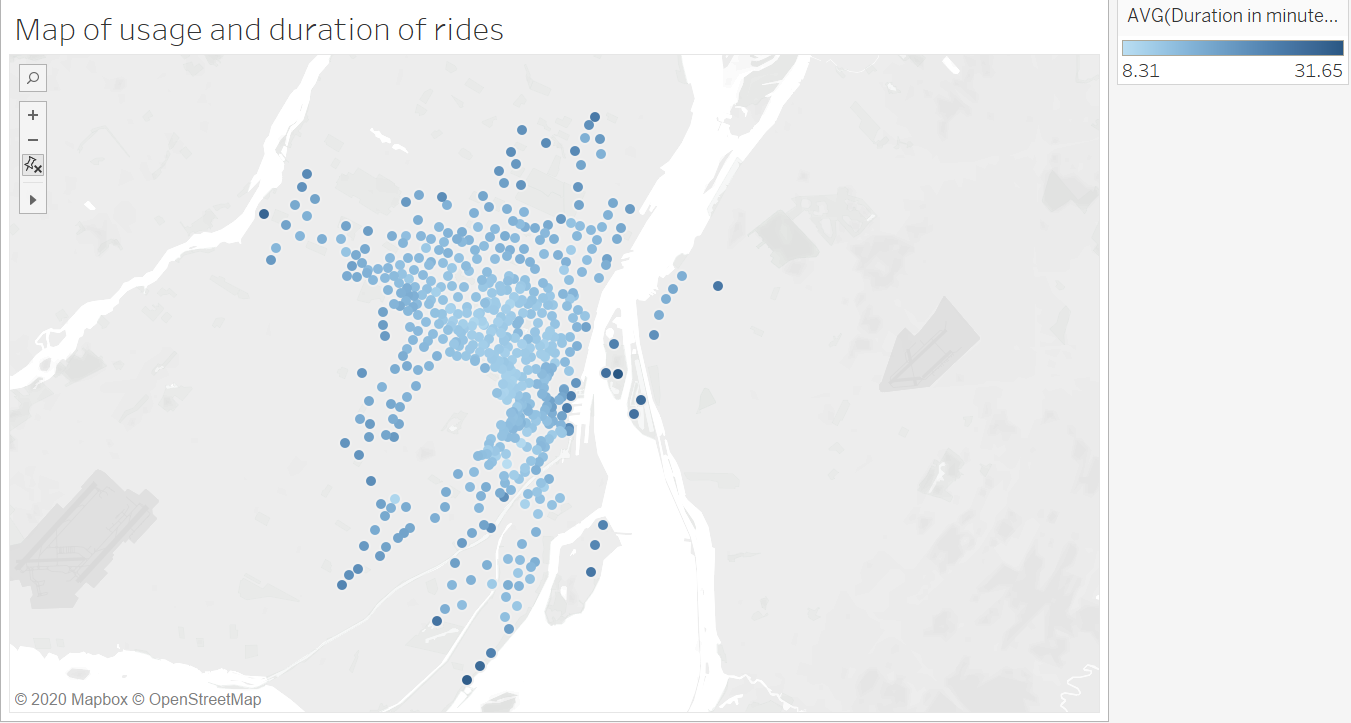 Map of usage and duration of rides
AVG(Duration in minute...
8.31 31.65
© 2020 Mapbox © OpenStreetMap